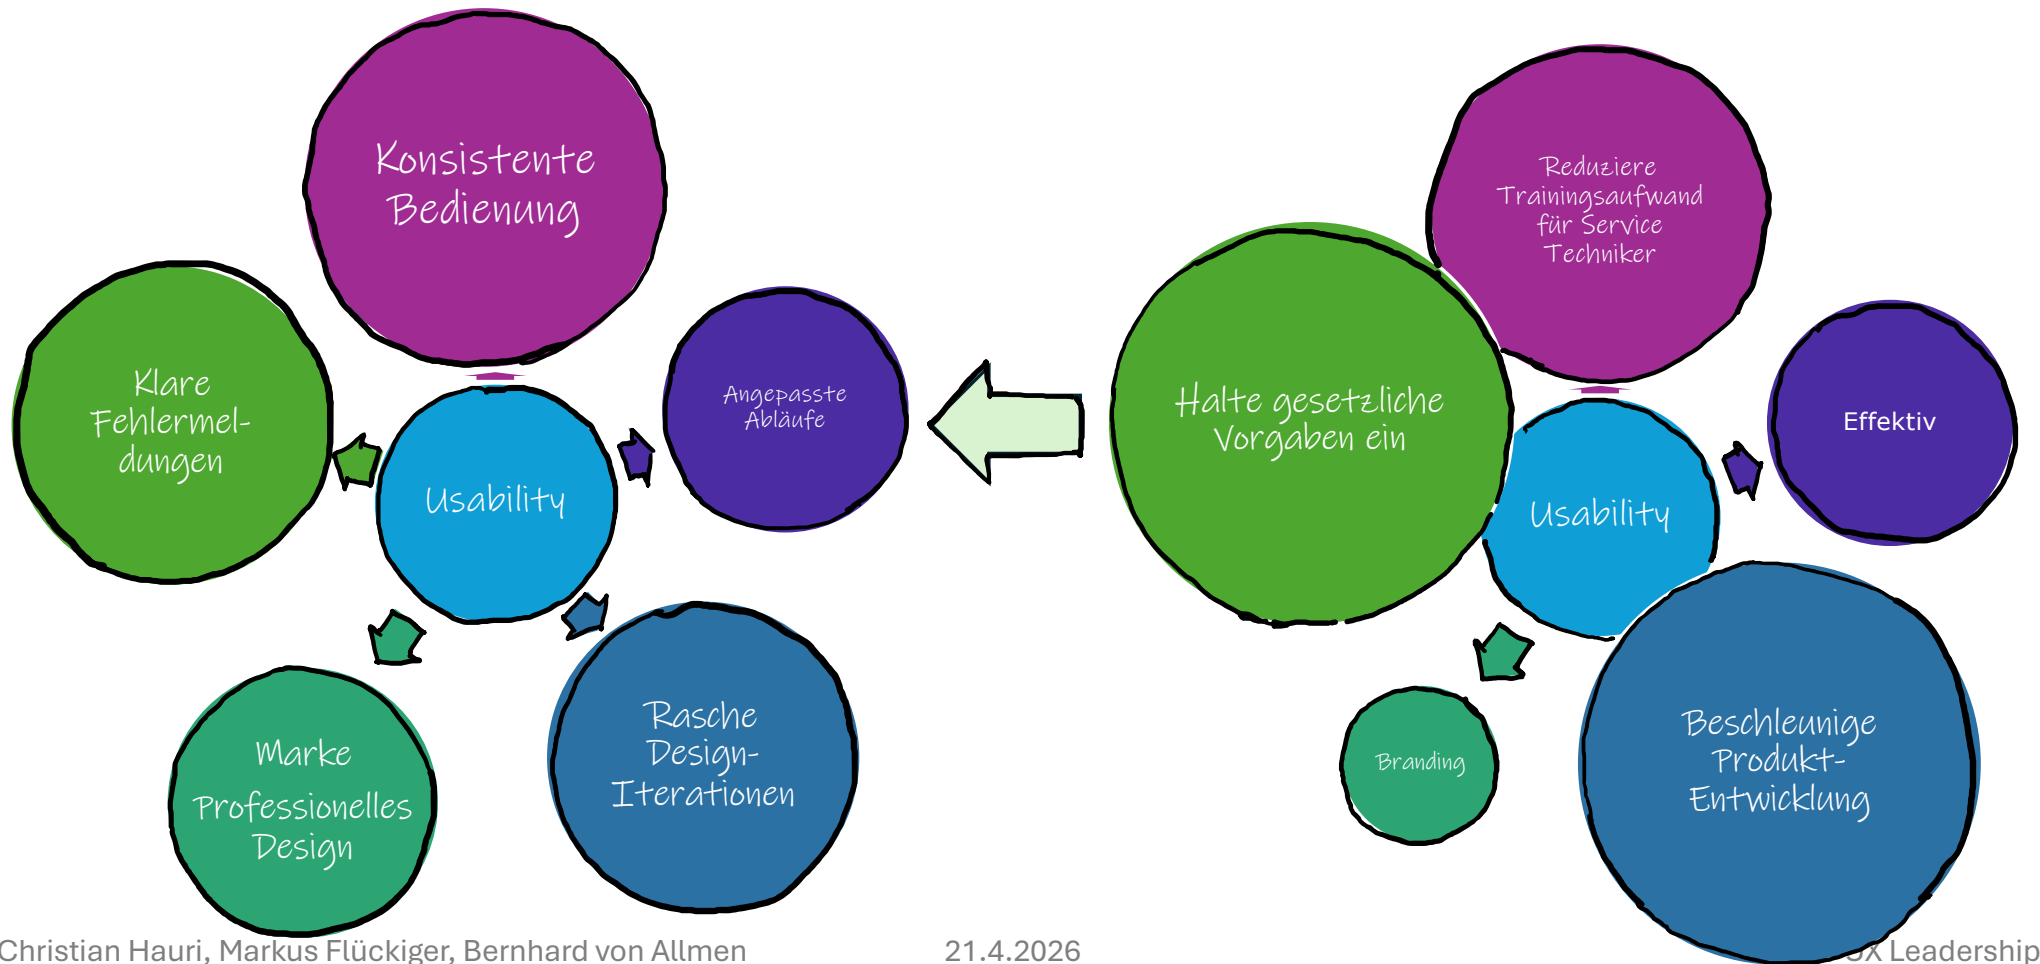 Konsistente
Bedienung
Klare
Fehlermel-
dungen
Angepasste
Abläufe
Usability
Marke
Professionelles
Design
Rasche
Design-
Iterationen
Reduziere
Trainingsaufwand
für Service
Techniker
Halte gesetzliche
Vorgaben ein
Effektiv
Usability
Branding
Beschleunige
Produkt-
Entwicklung
Christian Hauri, Markus Flückiger, Bernhard von Allmen
21.4.2026
UX Leadership